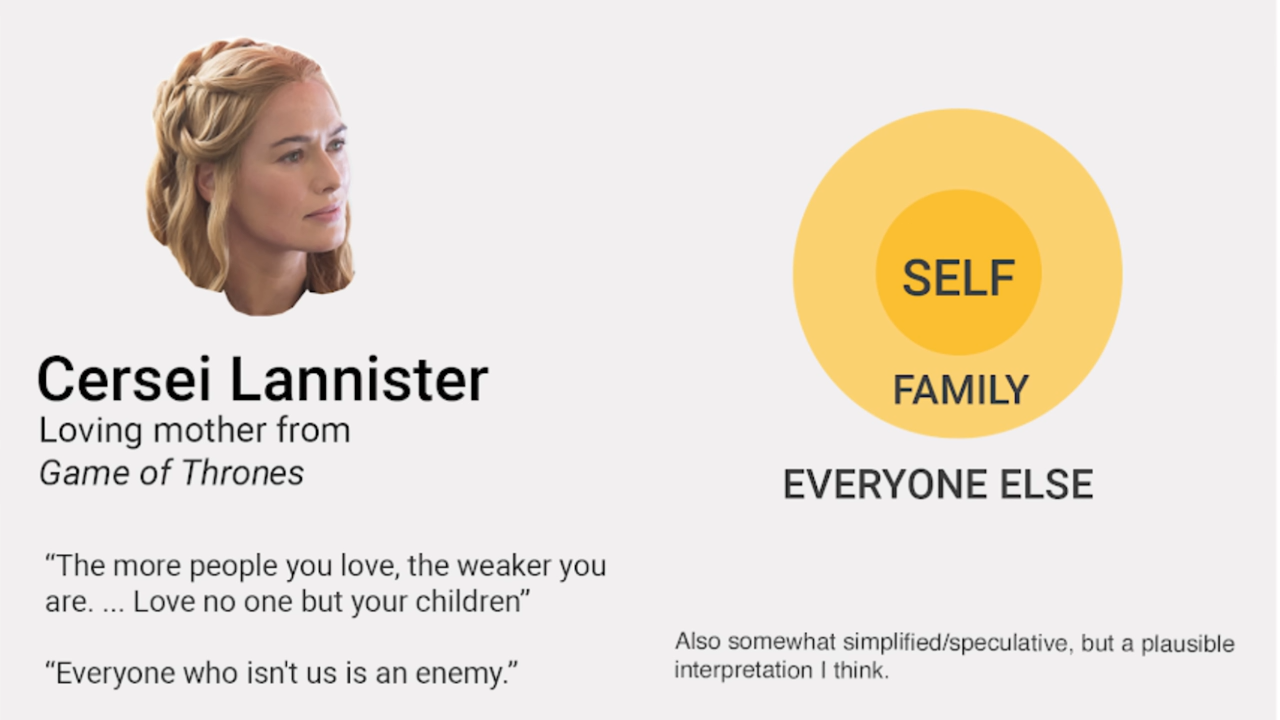 Cersei Lannister
Loving mother from
Game of Thrones
“The more people you love, the weaker you
are. ... Love no one but your children”
“Everyone who isn't us is an enemy.”
SELF
FAMILY
EVERYONE ELSE
Also somewhat simplified/speculative, but a plausible
interpretation I think.